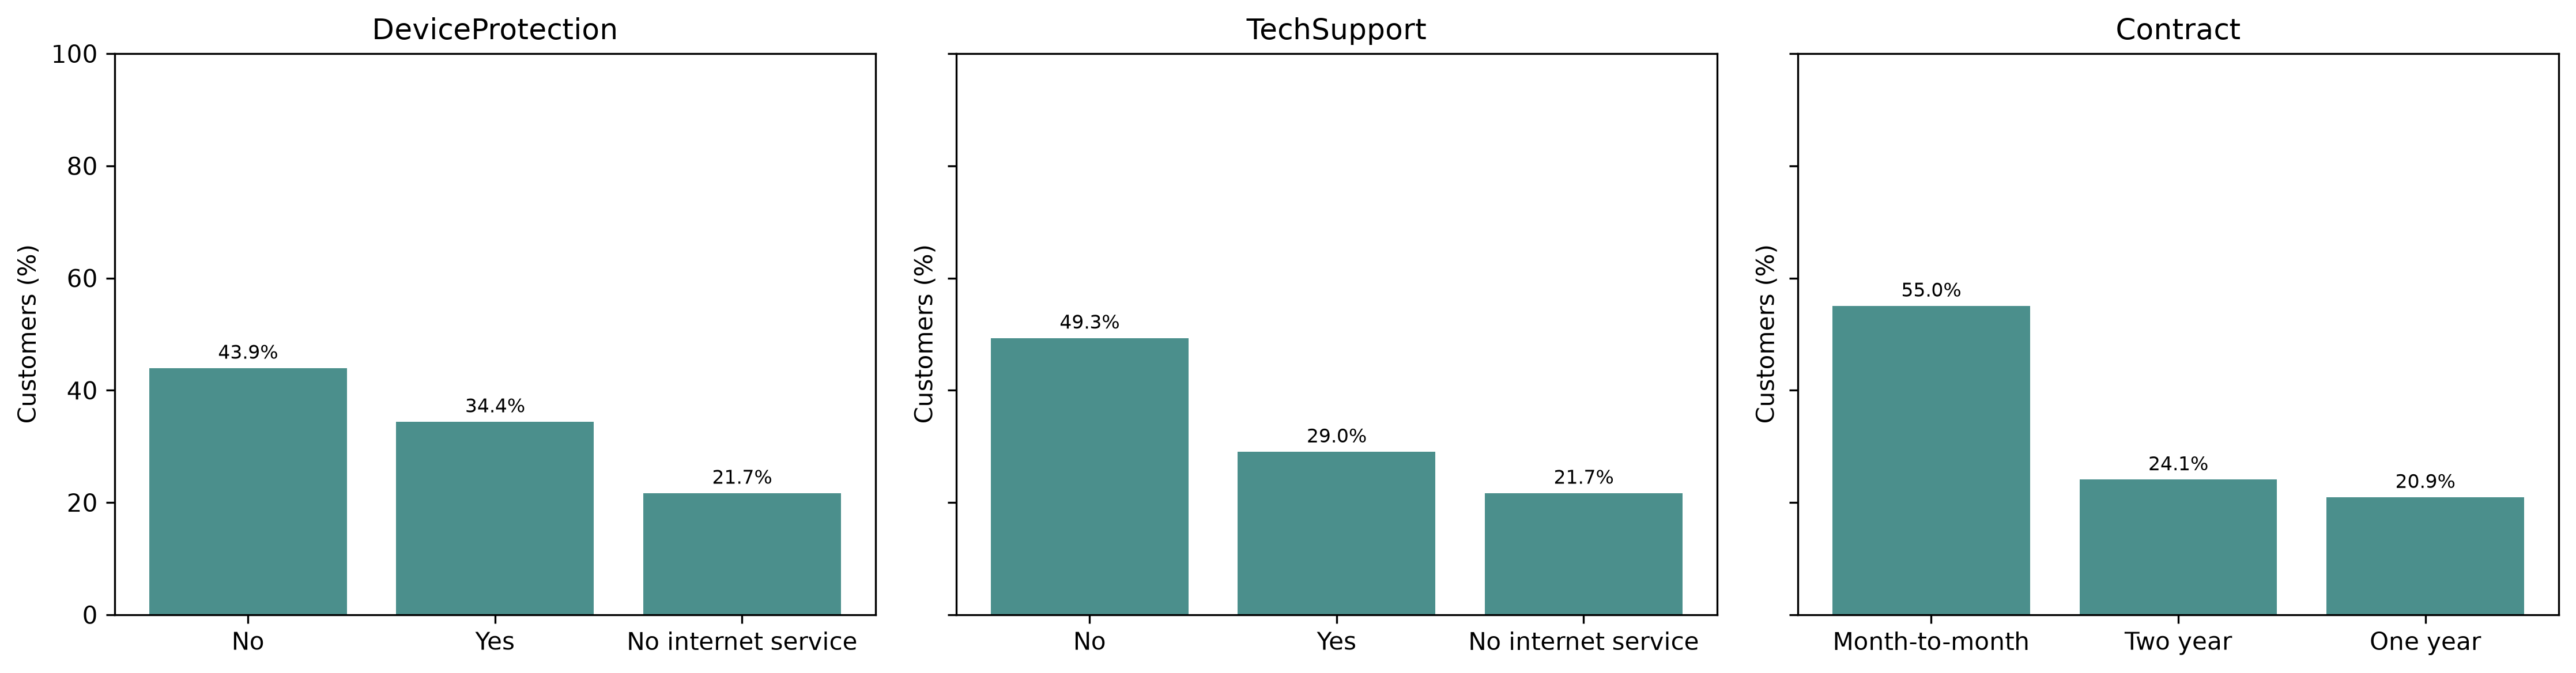 DeviceProtection
Customers (%)
100
80
60
40
20
0
43.9%
34.4%
21.7%
No
Yes
No internet service
TechSupport
Customers (%)
49.3%
29.0%
21.7%
No
Yes
No internet service
Contract
Customers (%)
55.0%
24.1%
20.9%
Month-to-month
Two year
One year